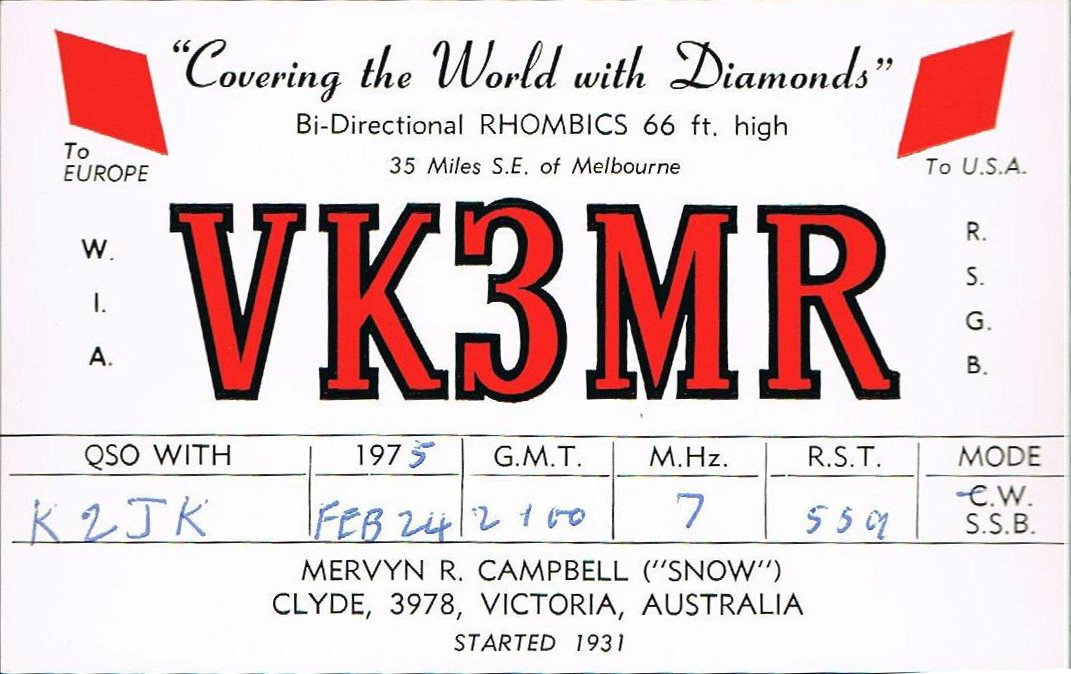 “Covering the World with Diamonds”
Bi-Directional RHOMBICS 66 ft. high
35 Miles S.E. of Melbourne
To
EUROPE
To U.S.A.
W.
I.
A.
VK3MR
R.
S.
G.
B.
QSO WITH 1975 G.M.T. M.Hz. R.S.T. MODE
K2JK FEB 24 2100 7 559 C.W.
S.S.B.
MERVYN R. CAMPBELL ("SNOW")
CLYDE, 3978, VICTORIA, AUSTRALIA
STARTED 1931